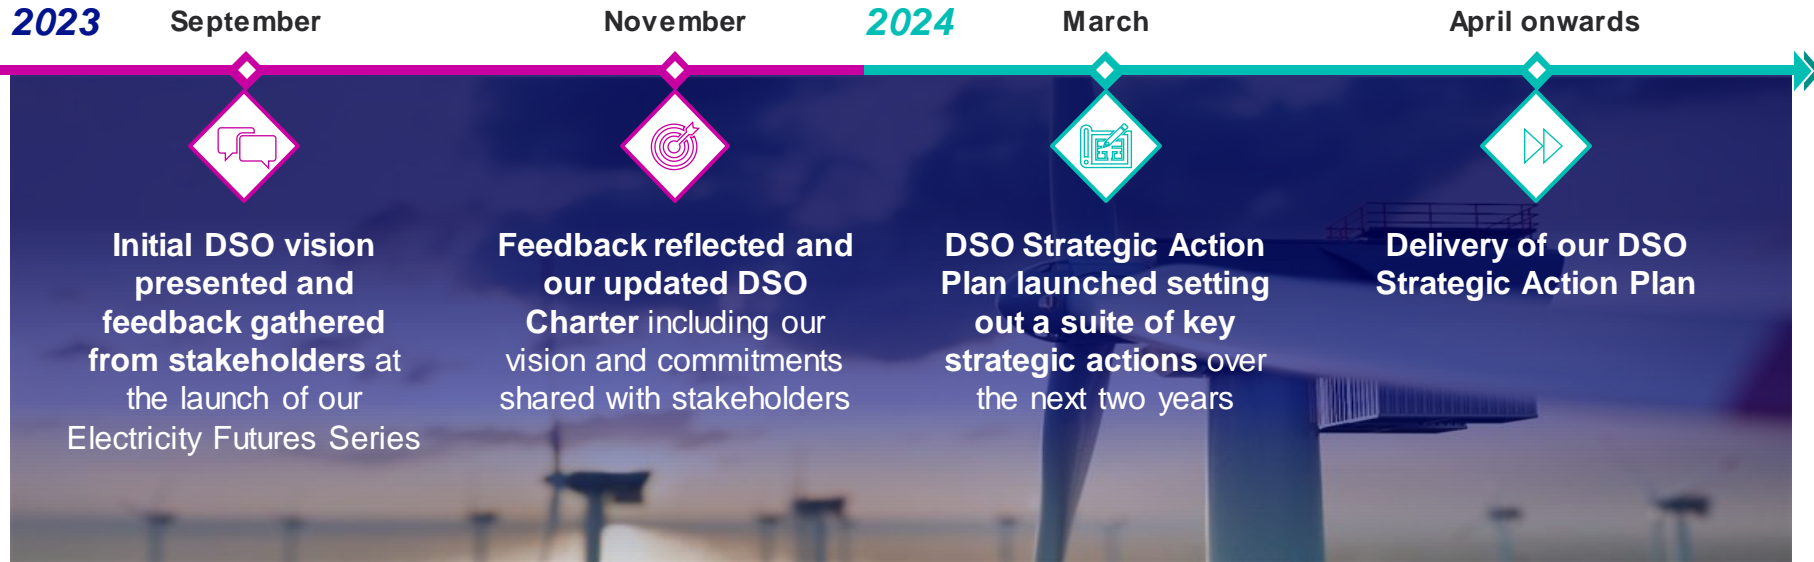 2023
September
November
2024
March
April onwards
Initial DSO vision
presented and
feedback gathered
from stakeholders at
the launch of our
Electricity Futures Series
Feedback reflected and
our updated DSO
Charter including our
vision and commitments
shared with stakeholders
DSO Strategic Action
Plan launched setting
out a suite of key
strategic actions over
the next two years
Delivery of our DSO
Strategic Action Plan